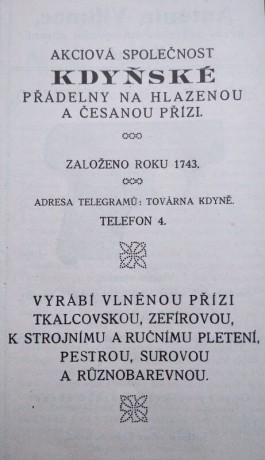 AKCIOVÁ SPOLEČNOST
KDYŇSKÉ
PŘÁDELNY NA HLAZENOU
A ČESANOU PŘÍZI.
ZALOŽENO ROKU 1743.
ADRESA TELEGRAMŮ: TOVÁRNA KDYNĚ.
TELEFON 4.
VYRÁBÍ VLNĚNOU PŘÍZI
TKALCOVSKOU, ZEFÍROVOU,
K STROJNÍMU A RUČNÍMU PLETENÍ,
PESTROU, SUROVOU
A RŮZNOBAREVNOU.